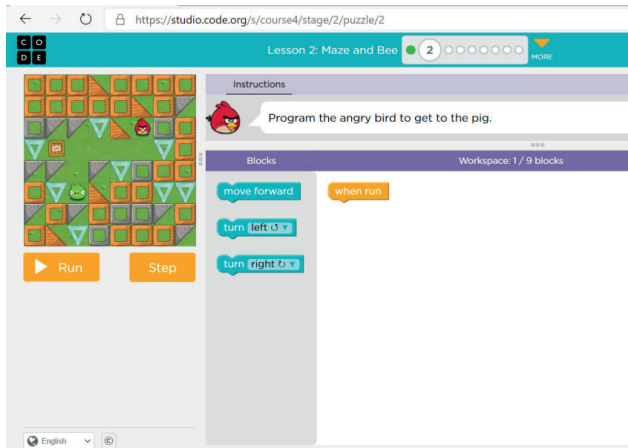 https://studio.code.org/s/course4/stage/2/puzzle/2
C O
D E
Lesson 2: Maze and Bee
2
MORE
Instructions
Program the angry bird to get to the pig.
Blocks
Workspace: 1 / 9 blocks
move forward
when run
turn left ↺ ▼
turn right ↻ ▼
Run
Step
English
©